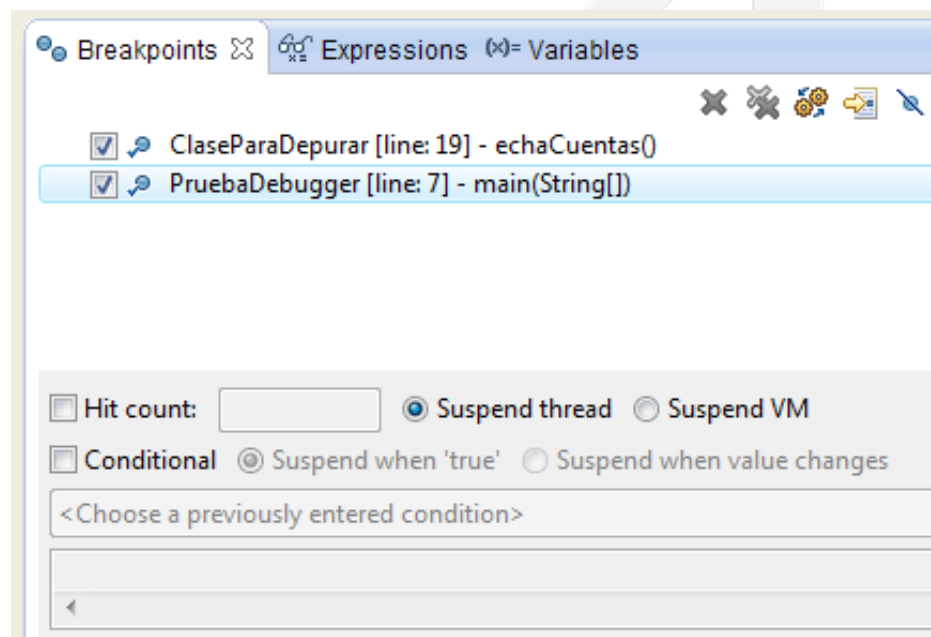 Breakpoints Expressions (x)= Variables
ClaseParaDepurar [line: 19] - echaCuentas()
PruebaDebugger [line: 7] - main(String[])
Hit count: Suspend thread Suspend VM
Conditional Suspend when 'true' Suspend when value changes
<Choose a previously entered condition>